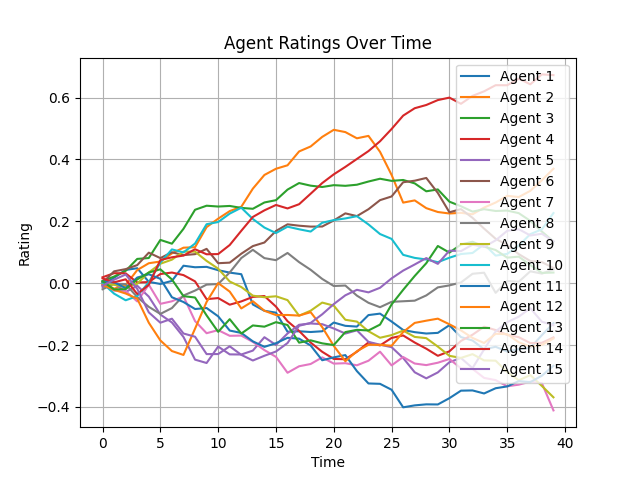 Agent Ratings Over Time
Rating
0.6
0.4
0.2
0.0
−0.2
−0.4
0 5 10 15 20 25 30 35 40
Time
Agent 1
Agent 2
Agent 3
Agent 4
Agent 5
Agent 6
Agent 7
Agent 8
Agent 9
Agent 10
Agent 11
Agent 12
Agent 13
Agent 14
Agent 15